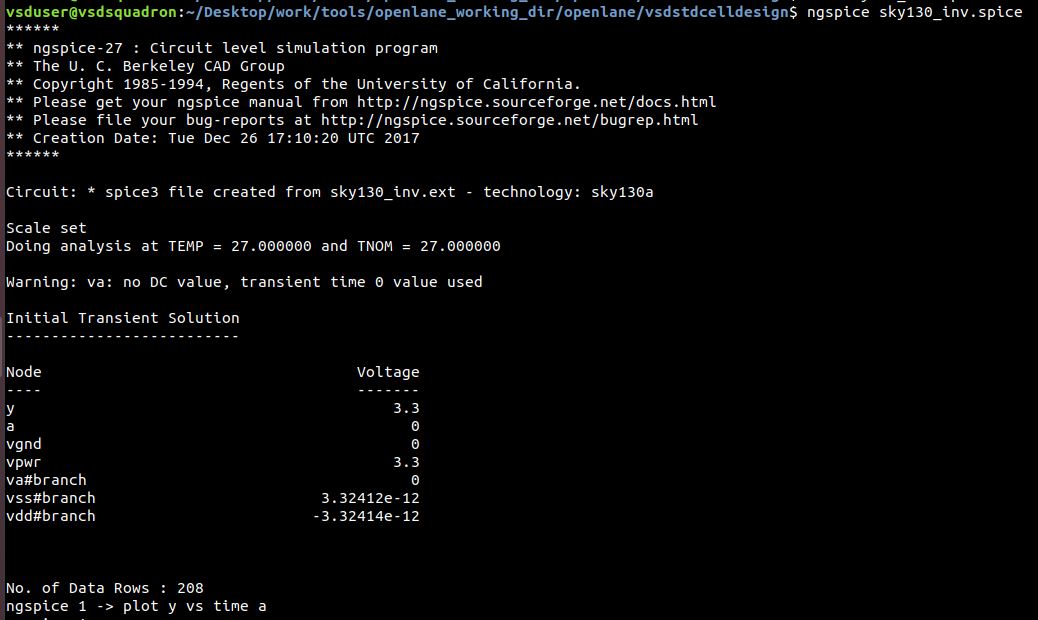 vsduser@vsdsquadron:~/Desktop/work/tools/openlane_working_dir/openlane/vsdstdcelldesign$ ngspice sky130_inv.spice
******
** ngspice-27 : Circuit level simulation program
** The U. C. Berkeley CAD Group
** Copyright 1985-1994, Regents of the University of California.
** Please get your ngspice manual from http://ngspice.sourceforge.net/docs.html
** Please file your bug-reports at http://ngspice.sourceforge.net/bugrep.html
** Creation Date: Tue Dec 26 17:10:20 UTC 2017
******
Circuit: * spice3 file created from sky130_inv.ext - technology: sky130a
Scale set
Doing analysis at TEMP = 27.000000 and TNOM = 27.000000
Warning: va: no DC value, transient time 0 value used
Initial Transient Solution
--------------------------
Node Voltage
---- -------
y 3.3
a 0
vgnd 0
vpwr 3.3
va#branch 0
vss#branch 3.32412e-12
vdd#branch -3.32414e-12
No. of Data Rows : 208
ngspice 1 -> plot y vs time a